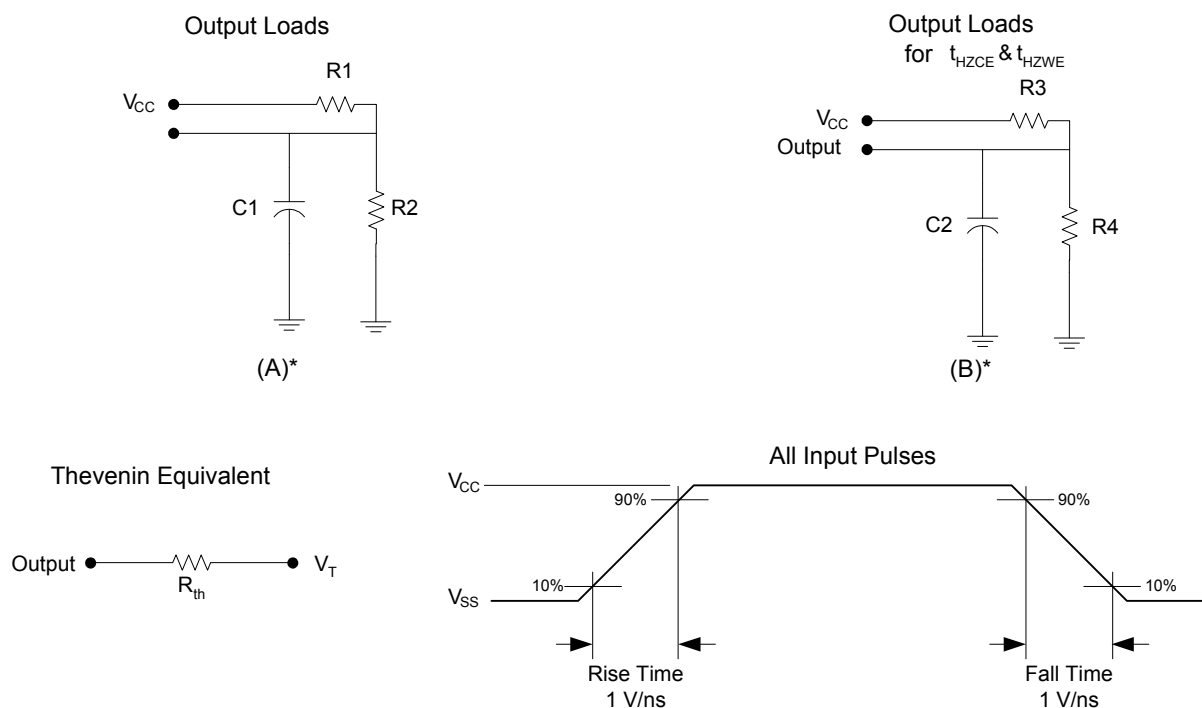 Output Loads
R1
VCC
C1
R2
(A)*
Output Loads
for tHZCE & tHZWE
R3
VCC
Output
C2
R4
(B)*
Thevenin Equivalent
Output
Rth
VT
All Input Pulses
VCC
90%
90%
10%
10%
VSS
Rise Time
1 V/ns
Fall Time
1 V/ns